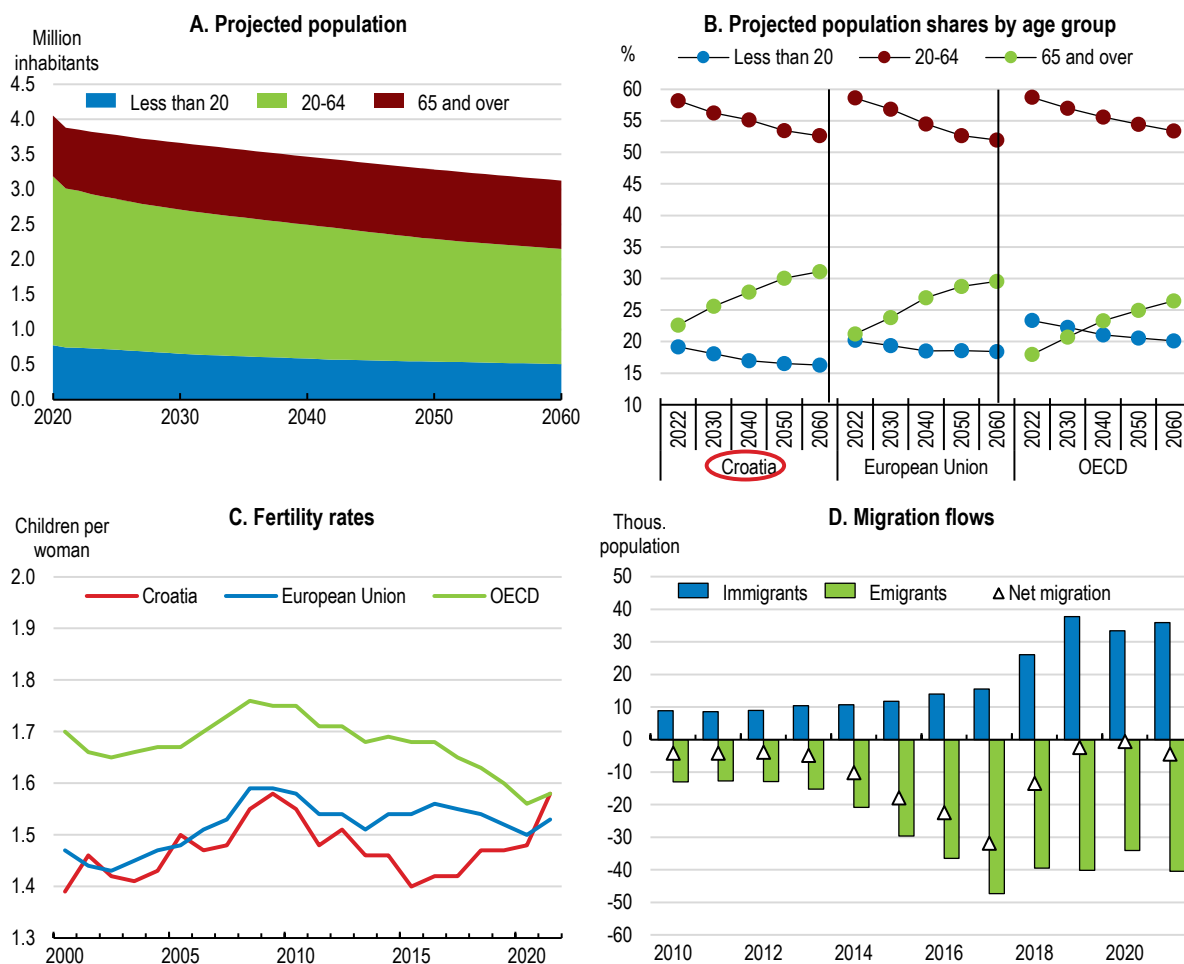 A. Projected population
Million
inhabitants
Less than 20 20-64 65 and over
4.5
4.0
3.5
3.0
2.5
2.0
1.5
1.0
0.5
0.0
2020 2030 2040 2050 2060
B. Projected population shares by age group
%
Less than 20 20-64 65 and over
60
55
50
45
40
35
30
25
20
15
10
2022 2030 2040 2050 2060 2022 2030 2040 2050 2060 2022 2030 2040 2050 2060
Croatia European Union OECD
C. Fertility rates
Children per
woman
Croatia European Union OECD
2.0
1.9
1.8
1.7
1.6
1.5
1.4
1.3
2000 2005 2010 2015 2020
D. Migration flows
Thous.
population
Immigrants Emigrants Net migration
50
40
30
20
10
0
-10
-20
-30
-40
-50
-60
2010 2012 2014 2016 2018 2020